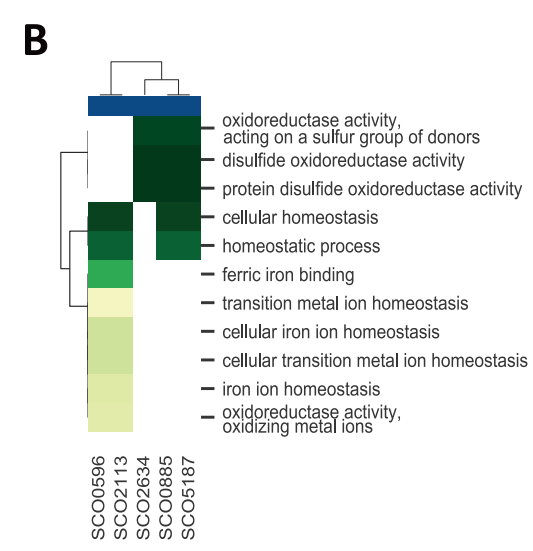 B
oxidoreductase activity,
acting on a sulfur group of donors
disulfide oxidoreductase activity
protein disulfide oxidoreductase activity
cellular homeostasis
homeostatic process
ferric iron binding
transition metal ion homeostasis
cellular iron ion homeostasis
cellular transition metal ion homeostasis
iron ion homeostasis
oxidoreductase activity,
oxidizing metal ions
SCO0596
SCO2113
SCO2634
SCO0885
SCO5187